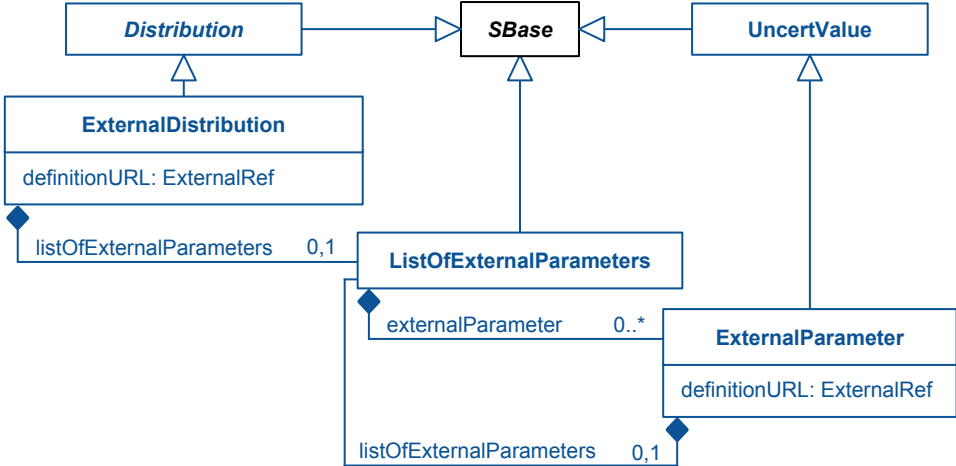 Distribution
SBase
UncertValue
ExternalDistribution
definitionURL: ExternalRef
listOfExternalParameters 0,1
ListOfExternalParameters
externalParameter 0..*
ExternalParameter
definitionURL: ExternalRef
listOfExternalParameters 0,1